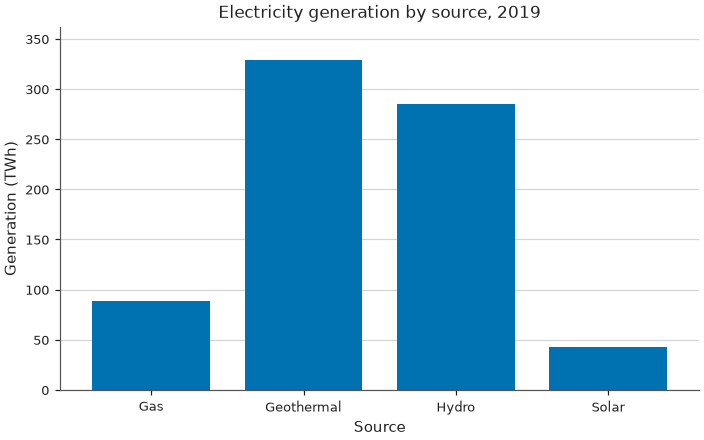 Electricity generation by source, 2019
Generation (TWh)
350
300
250
200
150
100
50
0
Gas
Geothermal
Hydro
Solar
Source